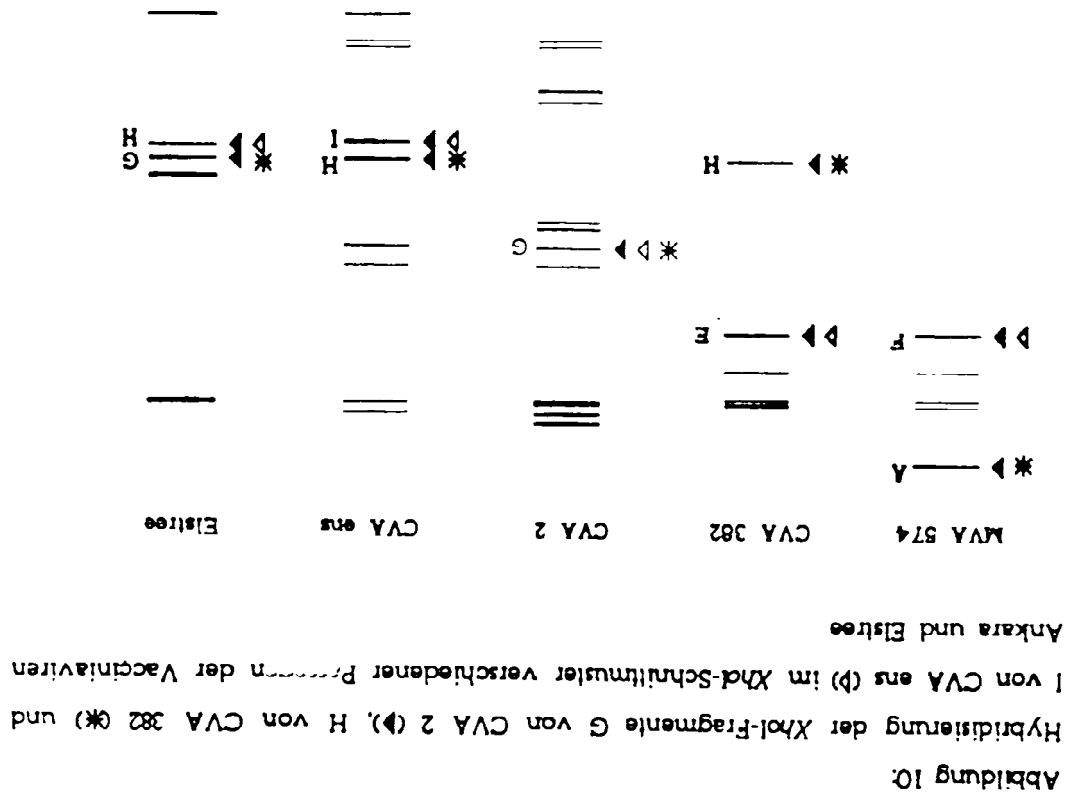 Abbildung 10:
Hybridisierung der XhoI-Fragmente G von CVA 2 (▶), H von CVA 382 (✱) und
I von CVA ens (▷) im XhoI-Schnittmuster verschiedener der Vacciniaviren
Ankara und Elstree
MVA 574 CVA 382 CVA 2 CVA ens Elstree
✱▶ A
▷▶ F ▷▶ E
✱▷▶ G
✱▶ H ✱▶ H ✱▶ G
▷▶ I ▷▶ H